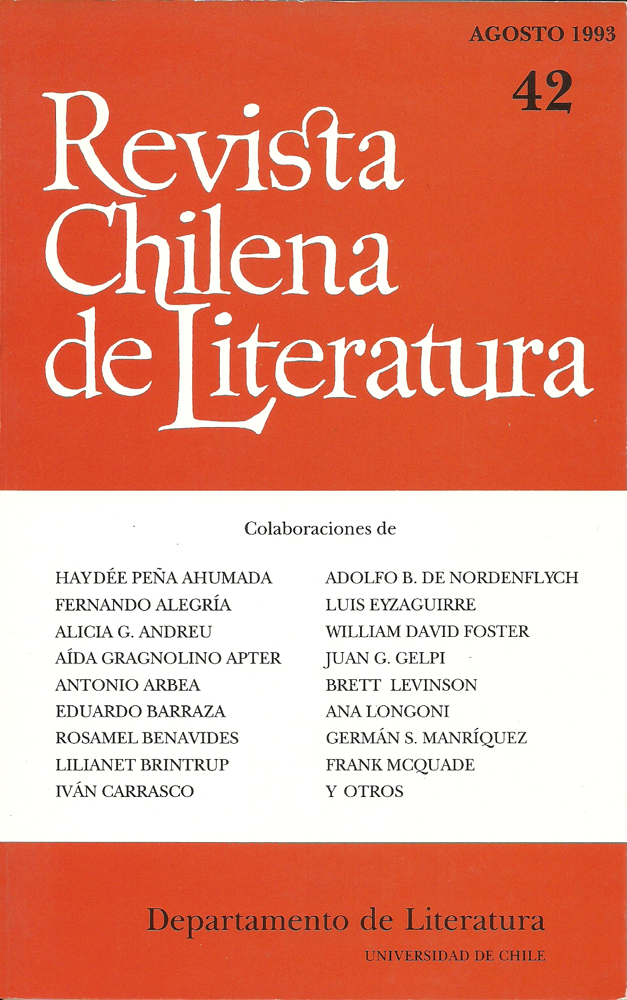 AGOSTO 1993
42
Revista
Chilena
de Literatura
Colaboraciones de
HAYDÉE PEÑA AHUMADA
FERNANDO ALEGRÍA
ALICIA G. ANDREU
AÍDA GRAGNOLINO APTER
ANTONIO ARBEA
EDUARDO BARRAZA
ROSAMEL BENAVIDES
LILIANET BRINTRUP
IVÁN CARRASCO
ADOLFO B. DE NORDENFLYCH
LUIS EYZAGUIRRE
WILLIAM DAVID FOSTER
JUAN G. GELPI
BRETT LEVINSON
ANA LONGONI
GERMÁN S. MANRÍQUEZ
FRANK MCQUADE
Y OTROS
Departamento de Literatura
UNIVERSIDAD DE CHILE